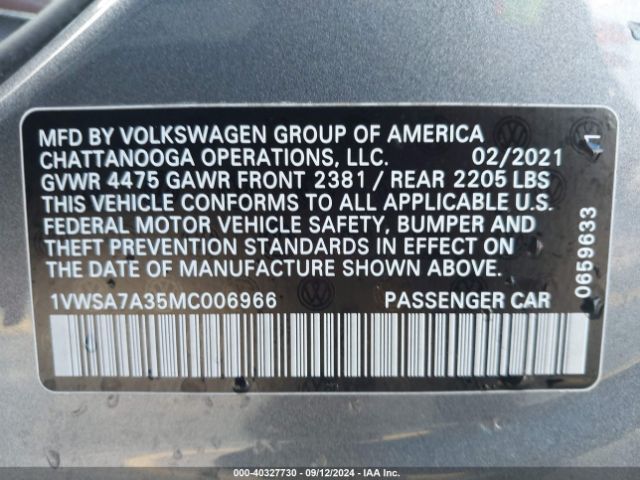 MFD BY VOLKSWAGEN GROUP OF AMERICA
CHATTANOOGA OPERATIONS, LLC. 02/2021
GVWR 4475 GAWR FRONT 2381 / REAR 2205 LBS
THIS VEHICLE CONFORMS TO ALL APPLICABLE U.S.
FEDERAL MOTOR VEHICLE SAFETY, BUMPER AND
THEFT PREVENTION STANDARDS IN EFFECT ON
THE DATE OF MANUFACTURE SHOWN ABOVE.
1VWSA7A35MC006966 PASSENGER CAR
0659633 1
000-40327730 - 09/12/2024 - IAA Inc.